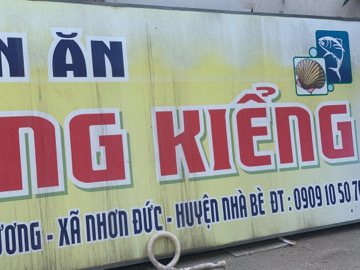 N ĂN
NG KIỂNG
ƯƠNG - XÃ NHƠN ĐỨC - HUYỆN NHÀ BÈ ĐT : 0909 10 50 7